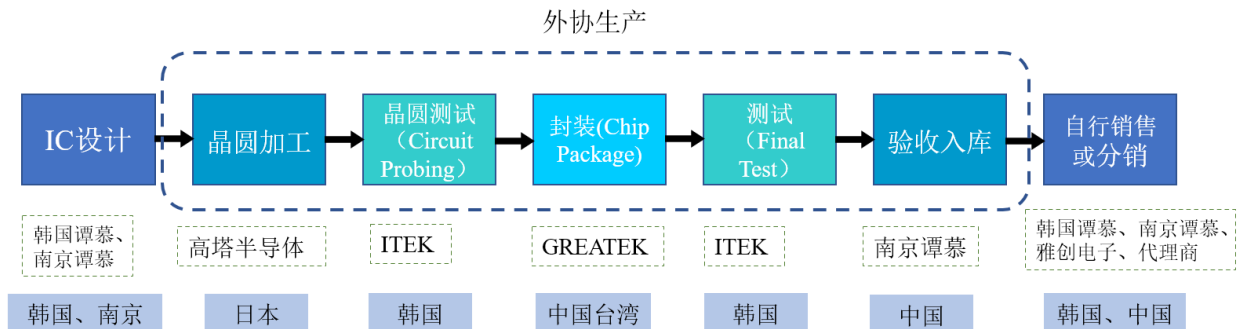 外协生产
IC设计
晶圆加工
晶圆测试
（Circuit
Probing）
封装(Chip
Package)
测试
（Final
Test）
验收入库
自行销售
或分销
韩国谭慕、
南京谭慕
高塔半导体
ITEK
GREATEK
ITEK
南京谭慕
韩国谭慕、南京谭慕、
雅创电子、代理商
韩国、南京
日本
韩国
中国台湾
韩国
中国
韩国、中国